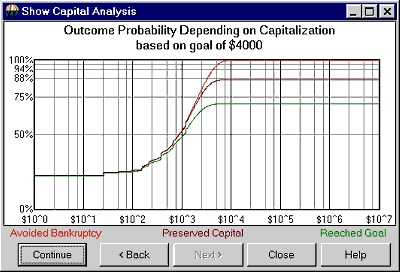 Show Capital Analysis
Outcome Probability Depending on Capitalization
based on goal of $4000
100%
94%
88%
75%
50%
0%
$10^0 $10^1 $10^2 $10^3 $10^4 $10^5 $10^6 $10^7
Avoided Bankruptcy Preserved Capital Reached Goal
Continue < Back Next > Close Help